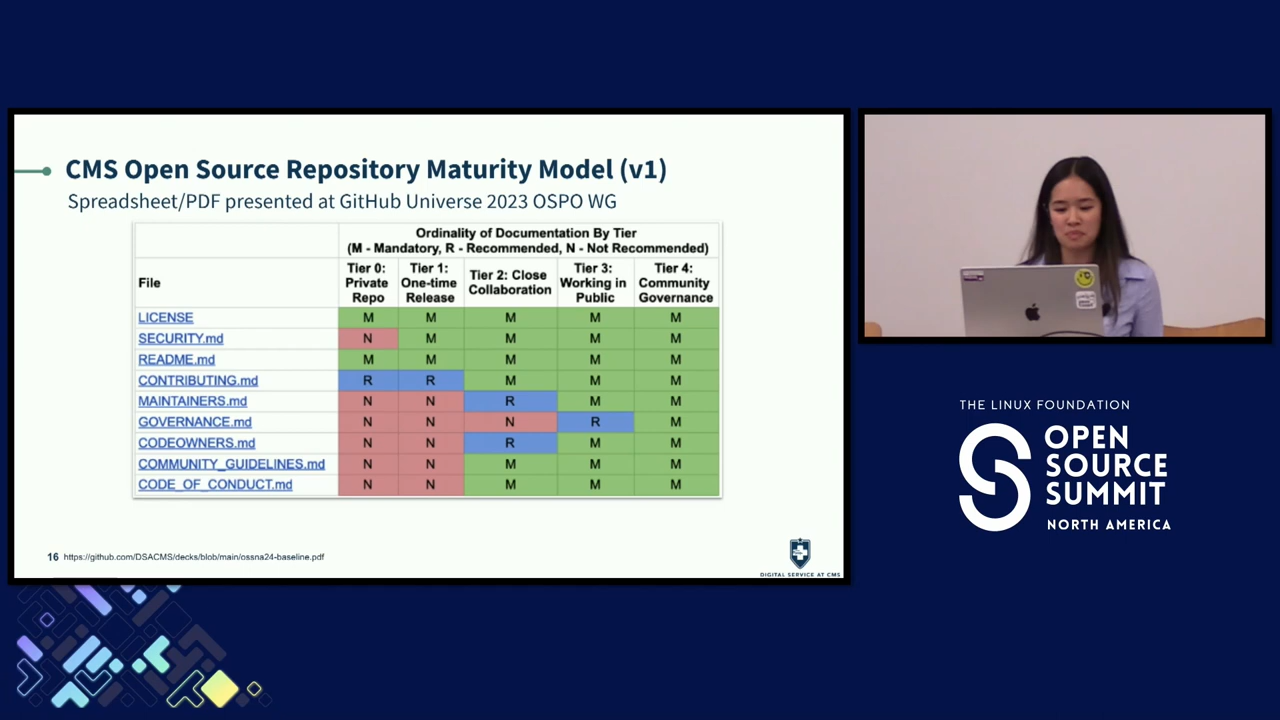 CMS Open Source Repository Maturity Model (v1)
Spreadsheet/PDF presented at GitHub Universe 2023 OSPO WG
Ordinality of Documentation By Tier
(M - Mandatory, R - Recommended, N - Not Recommended)
File
Tier 0: Private Repo
Tier 1: One-time Release
Tier 2: Close Collaboration
Tier 3: Working in Public
Tier 4: Community Governance
LICENSE M M M M M
SECURITY.md N M M M M
README.md M M M M M
CONTRIBUTING.md R R M M M
MAINTAINERS.md N N R M M
GOVERNANCE.md N N N R M
CODEOWNERS.md N N R M M
COMMUNITY_GUIDELINES.md N N M M M
CODE_OF_CONDUCT.md N N M M M
16 https://github.com/DSACMS/decks/blob/main/ossna24-baseline.pdf
DIGITAL SERVICE AT CMS
THE LINUX FOUNDATION
OPEN
SOURCE
SUMMIT
NORTH AMERICA